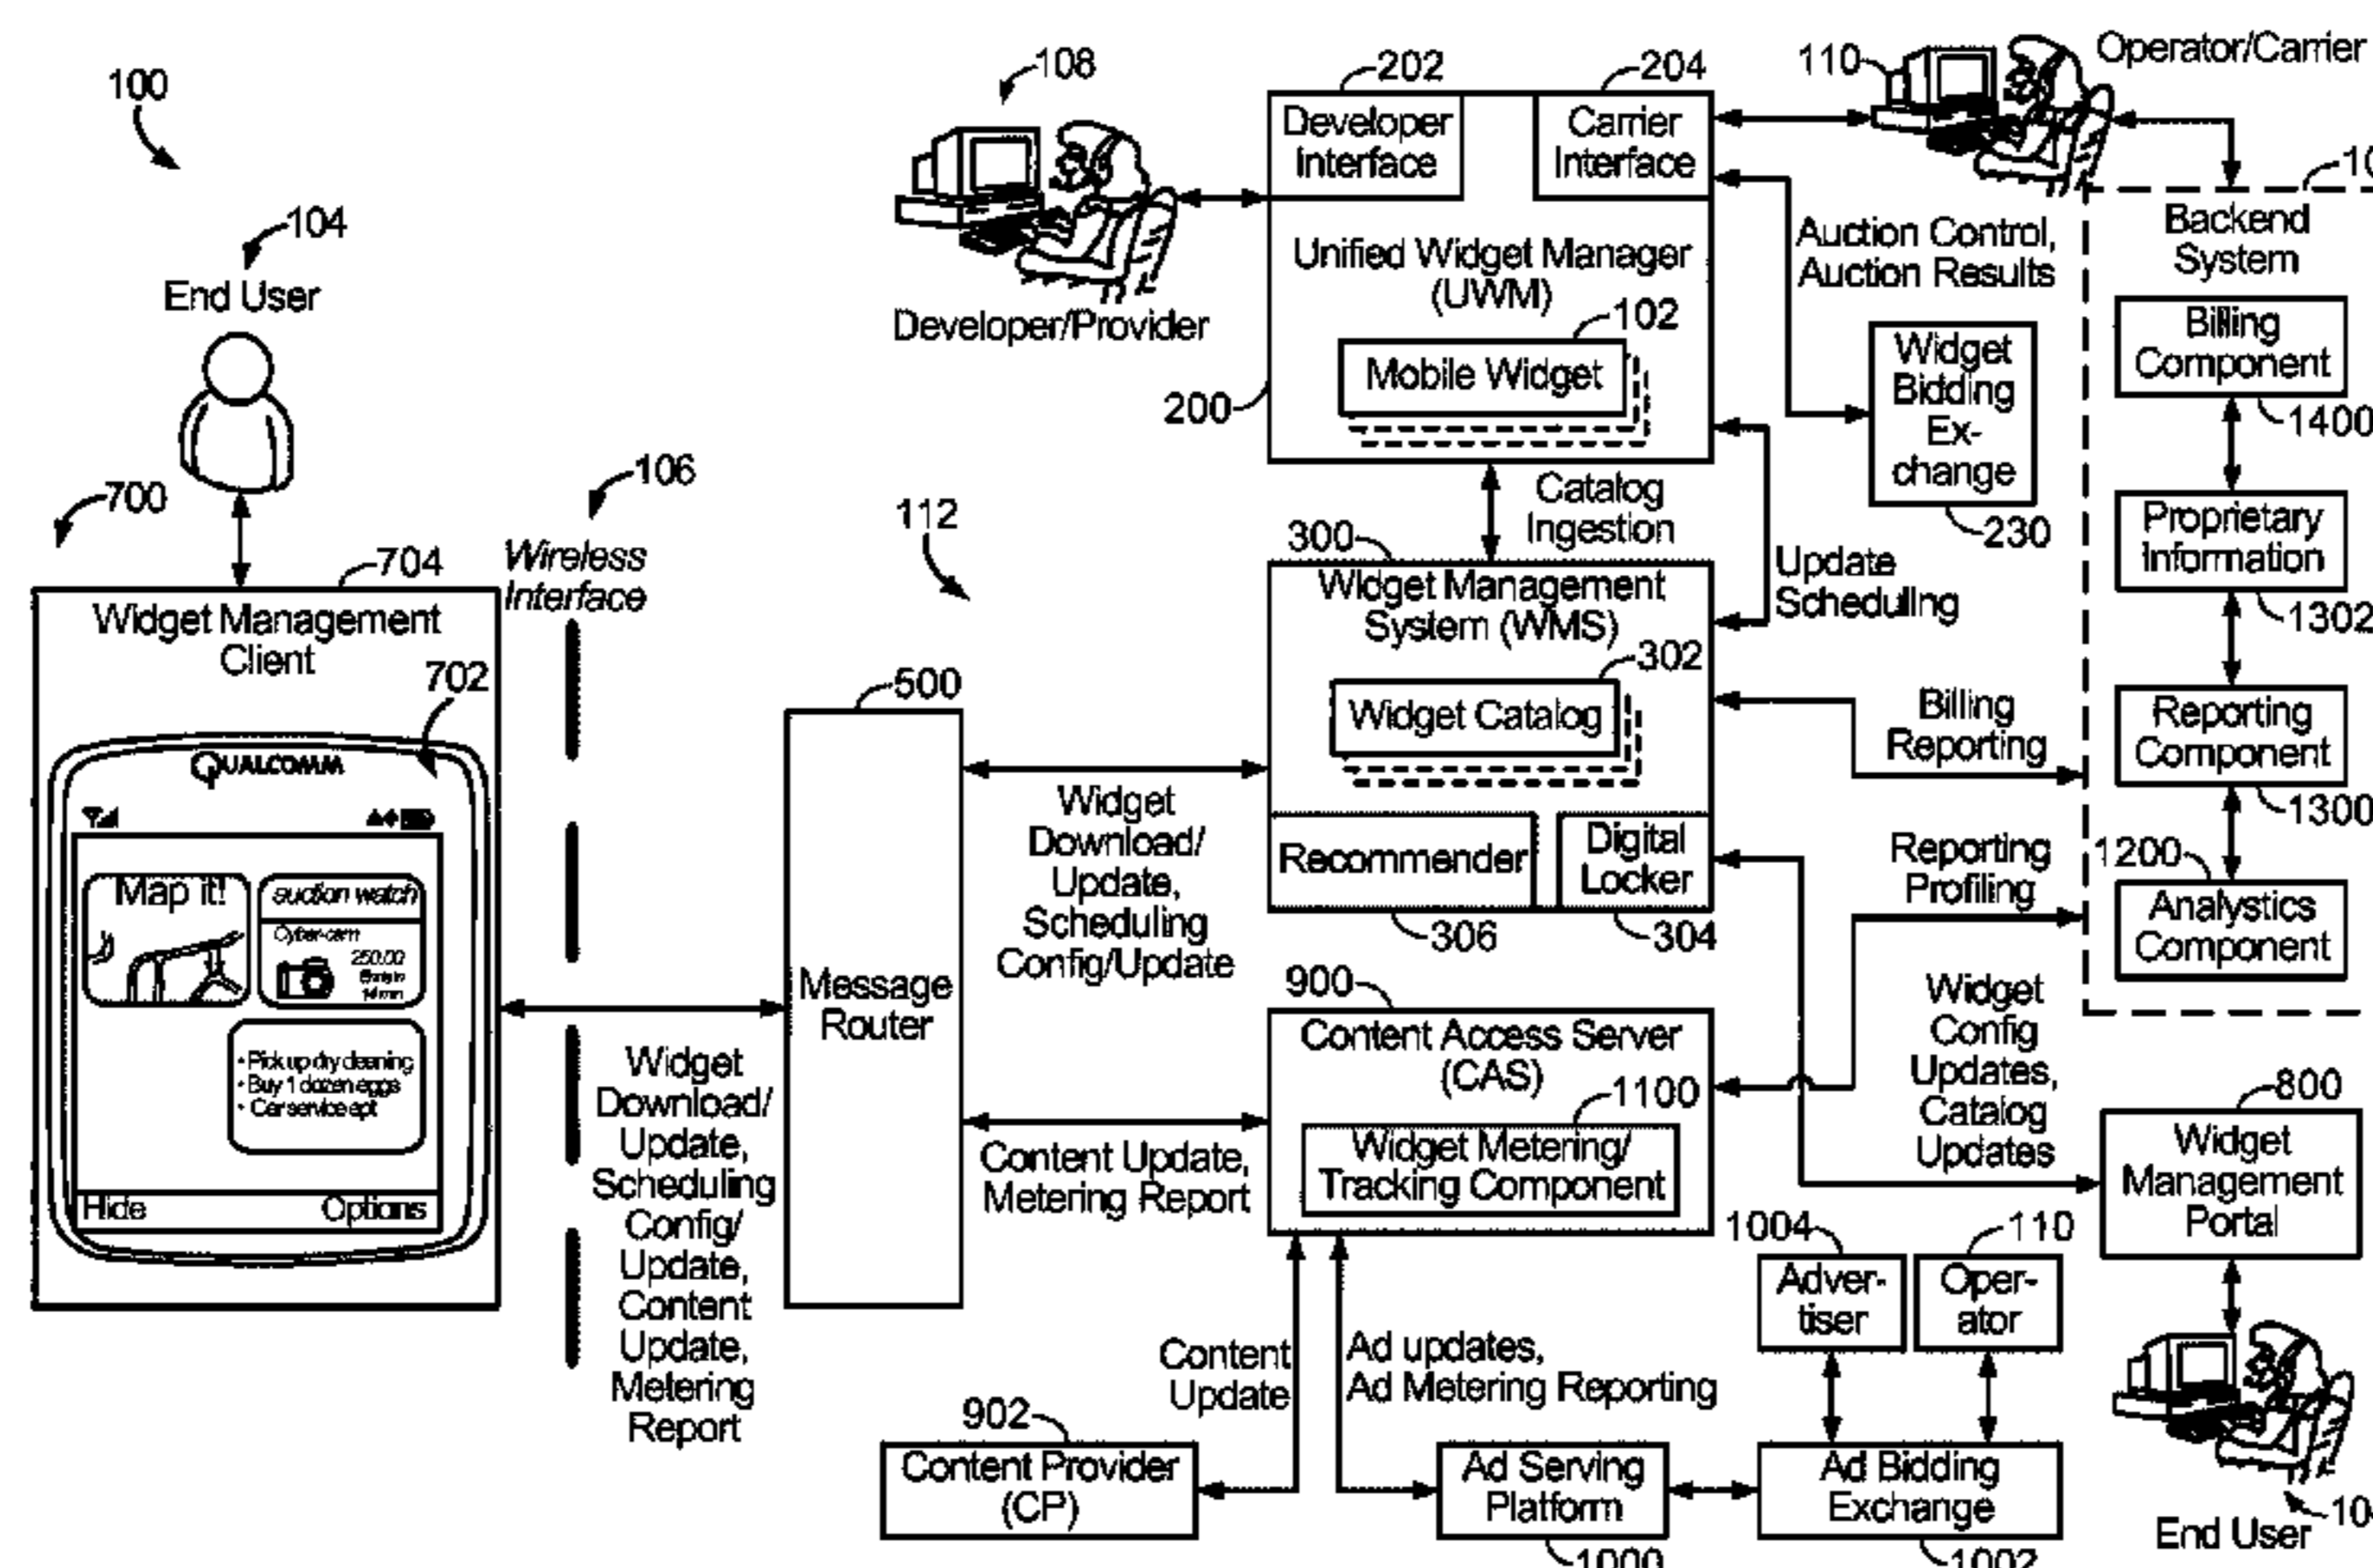 100
104
End User
700
704
Widget Management
Client
702
QUALCOMM
Map it!
auction watch
Cyber-cam
250.00
14 min
• Pick up dry cleaning
• Buy 1 dozen eggs
• Car service apt
Hide
Options
106
Wireless
Interface
Widget
Download/
Update,
Scheduling
Config/
Update,
Content
Update,
Metering
Report
500
Message
Router
108
Developer/Provider
112
202
Developer
Interface
204
Carrier
Interface
Unified Widget Manager
(UWM)
102
Mobile Widget
200
Catalog
Ingestion
300
Widget Management
System (WMS)
302
Widget Catalog
Recommender
Digital
Locker
306
304
Widget
Download/
Update,
Scheduling
Config/Update
900
Content Access Server
(CAS)
1100
Widget Metering/
Tracking Component
Content Update,
Metering Report
Content
Update
Ad updates,
Ad Metering Reporting
902
Content Provider
(CP)
Ad Serving
Platform
1000
Ad Bidding
Exchange
1002
1004
Adver-
tiser
110
Oper-
ator
110
Operator/Carrier
Auction Control,
Auction Results
Widget
Bidding
Ex-
change
230
Update
Scheduling
Billing
Reporting
Reporting
Profiling
Widget
Config
Updates,
Catalog
Updates
Backend
System
Billing
Component
1400
Proprietary
Information
1302
Reporting
Component
1300
1200
Analystics
Component
800
Widget
Management
Portal
End User